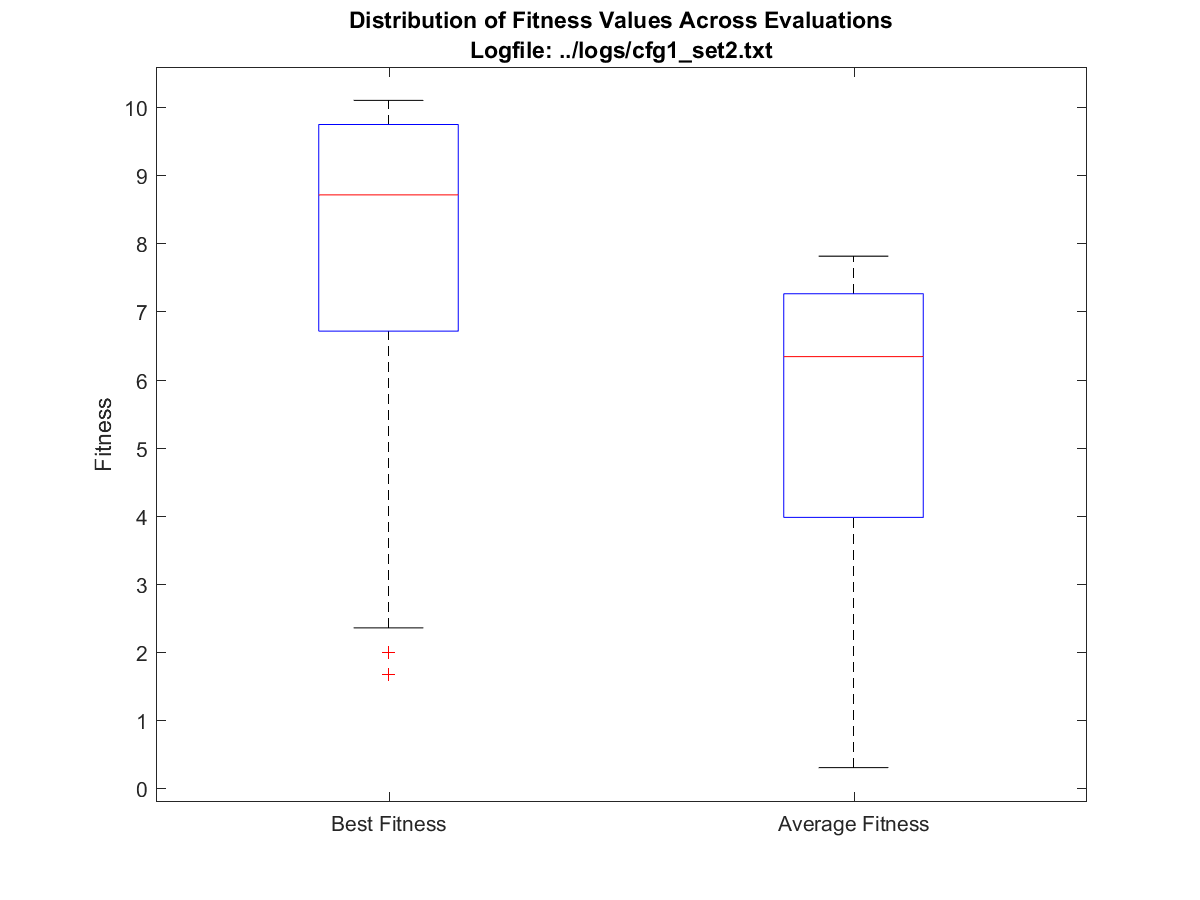 Distribution of Fitness Values Across Evaluations
Logfile: ../logs/cfg1_set2.txt
10
9
8
7
6
5
4
3
2
1
0
Fitness
Best Fitness
Average Fitness